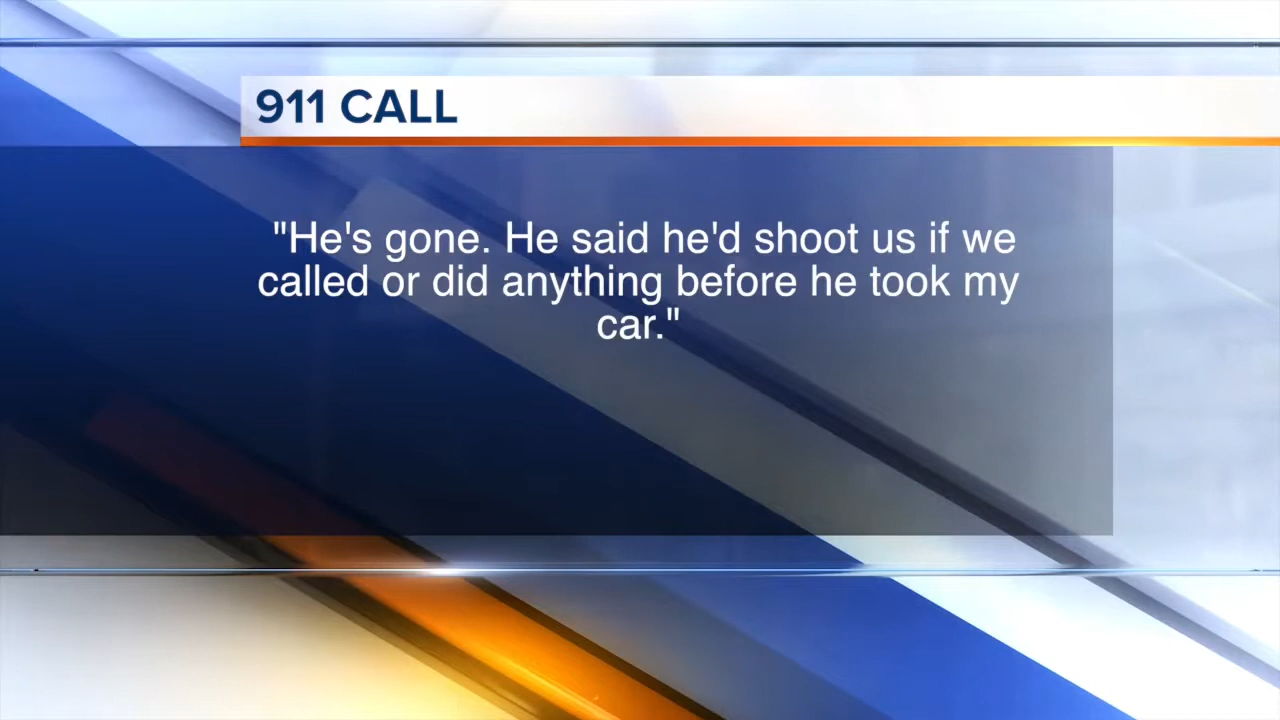 911 CALL
"He's gone. He said he'd shoot us if we
called or did anything before he took my
car."